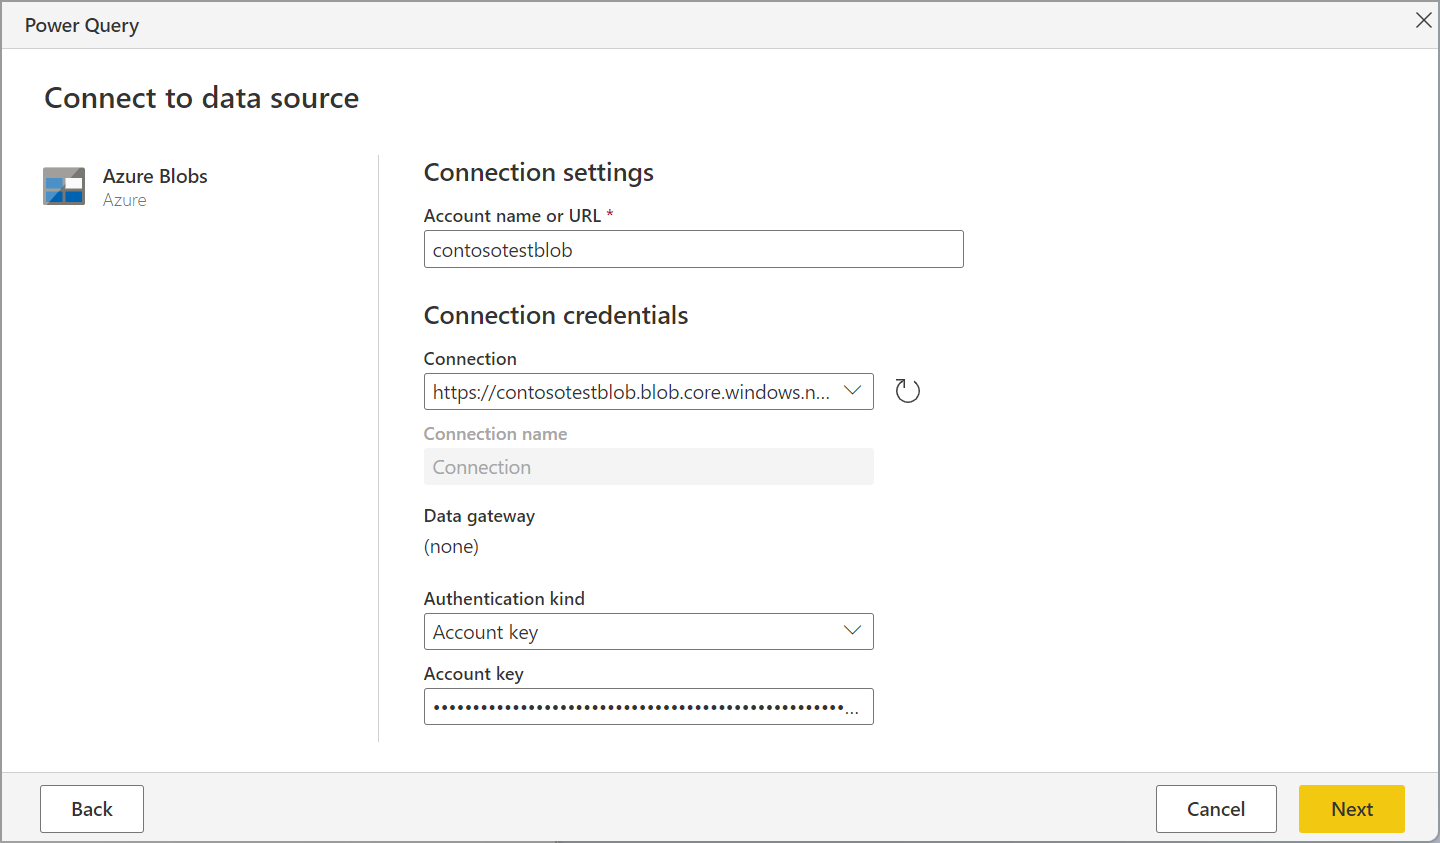 Power Query
Connect to data source
Azure Blobs
Azure
Connection settings
Account name or URL *
contosotestblob
Connection credentials
Connection
https://contosotestblob.blob.core.windows.n...
Connection name
Connection
Data gateway
(none)
Authentication kind
Account key
Account key
••••••••••••••••••••••••••••••••••••••••••••••••••••...
Back
Cancel
Next